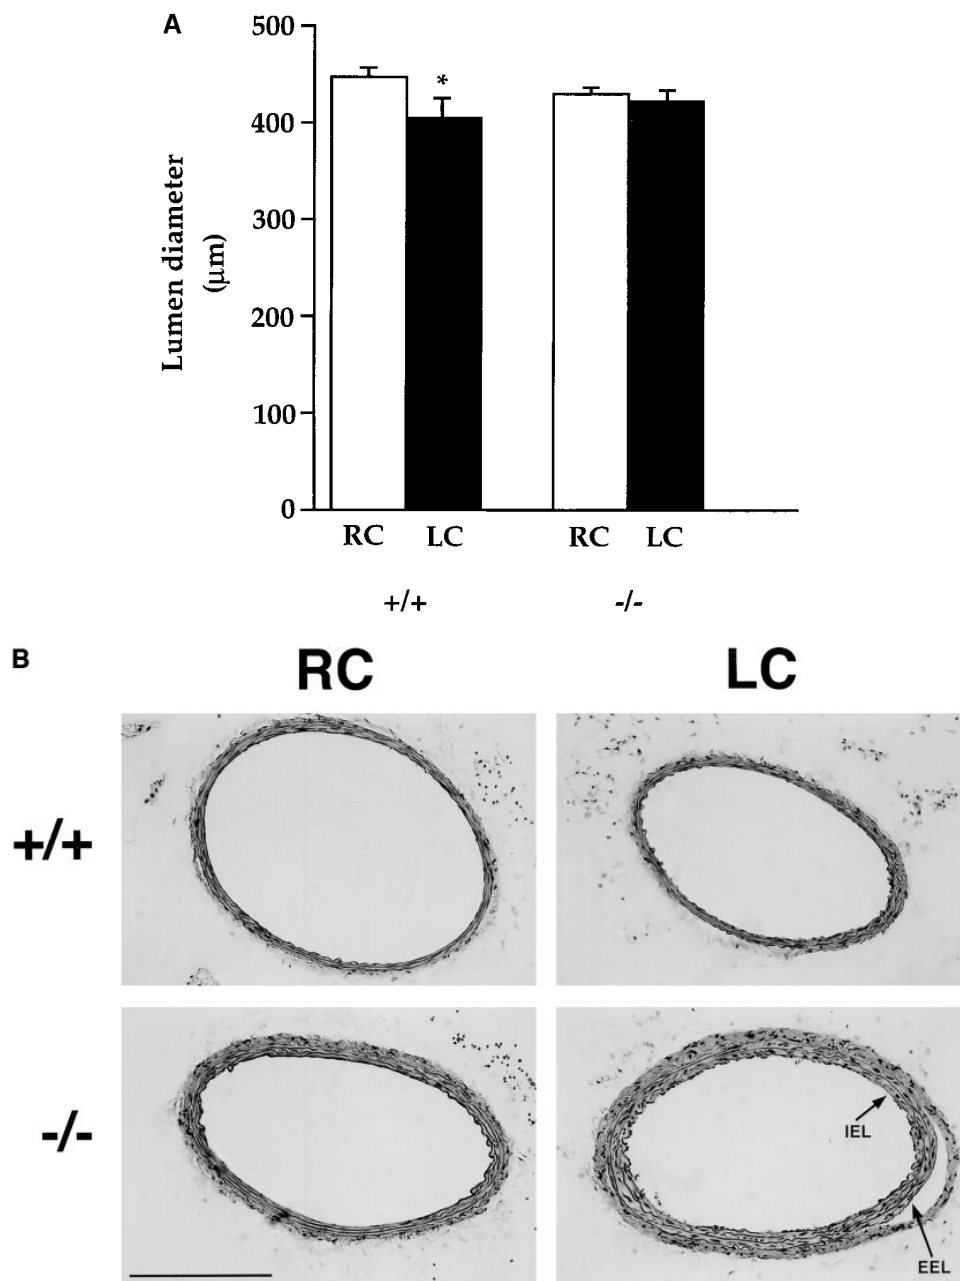 A
500
*
400
300
200
100
0
Lumen diameter
(μm)
RC LC RC LC
+/+ -/-
B
RC LC
+/+
-/-
IEL
EEL